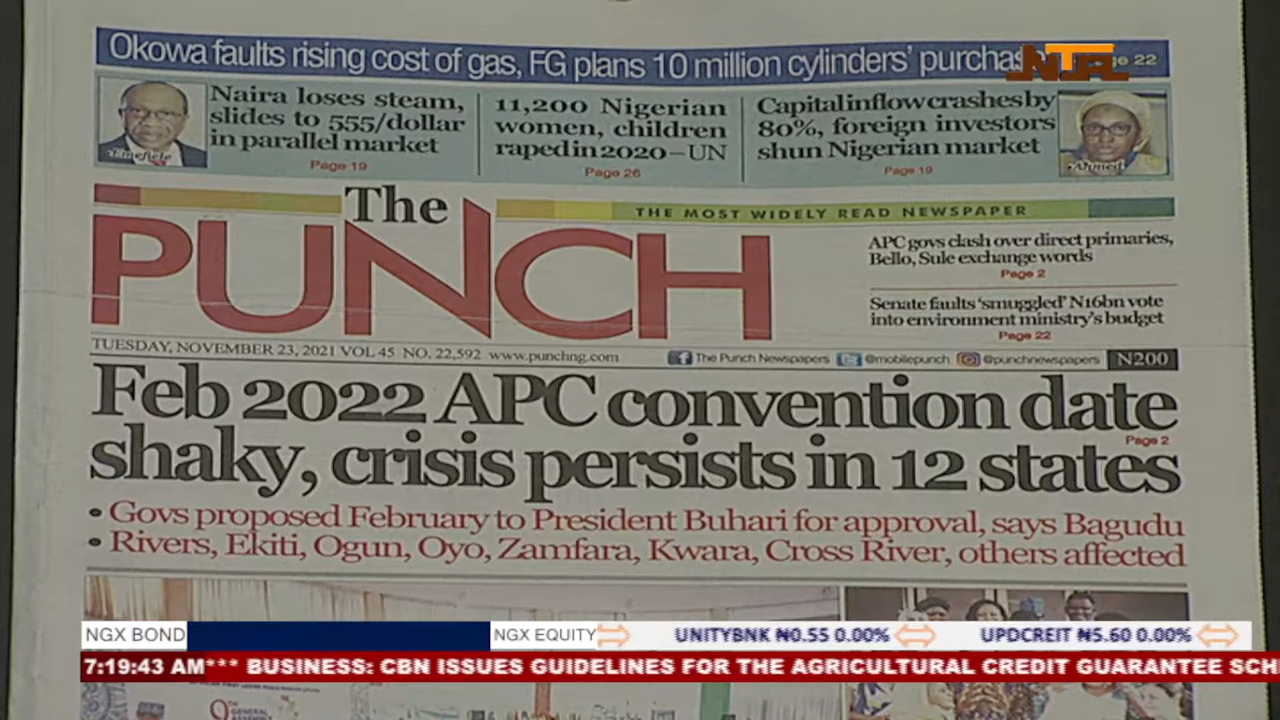 Okowa faults rising cost of gas, FG plans 10 million cylinders' 
NTA
22
Naira loses steam,
slides to 555/dollar
in parallel market
Page 19
Emefiele
11,200 Nigerian
women, children
raped in 2020 – UN
Page 26
Capital inflow crashes by
80%, foreign investors
shun Nigerian market
Page 19
Ahmed
The
PUNCH
THE MOST WIDELY READ NEWSPAPER
APC govs clash over direct primaries,
Bello, Sule exchange words
Page 2
Senate faults 'smuggled' N16bn vote
into environment ministry's budget
Page 22
TUESDAY, NOVEMBER 23, 2021 VOL 45 NO. 22,592 www.punchng.com
The Punch Newspapers @mobilepunch @punchnewspapers N200
Feb 2022 APC convention date
Page 2
shaky, crisis persists in 12 states
• Govs proposed February to President Buhari for approval, says Bagudu
• Rivers, Ekiti, Ogun, Oyo, Zamfara, Kwara, Cross River, others affected
NGX BOND NGX EQUITY UNITYBNK ₦0.55 0.00% UPDCREIT ₦5.60 0.00%
7:19:43 AM *** BUSINESS: CBN ISSUES GUIDELINES FOR THE AGRICULTURAL CREDIT GUARANTEE SCH
9th
GENERAL